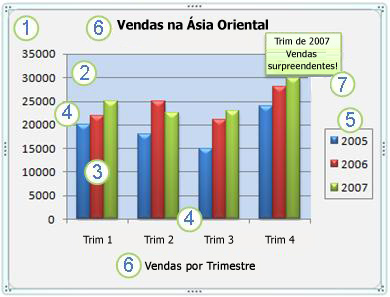 1
6
Vendas na Ásia Oriental
Trim de 2007
Vendas
surpreendentes!
35000
30000
25000
20000
15000
10000
5000
0
2
7
4
3
5
2005
2006
2007
4
Trim 1
Trim 2
Trim 3
Trim 4
6
Vendas por Trimestre